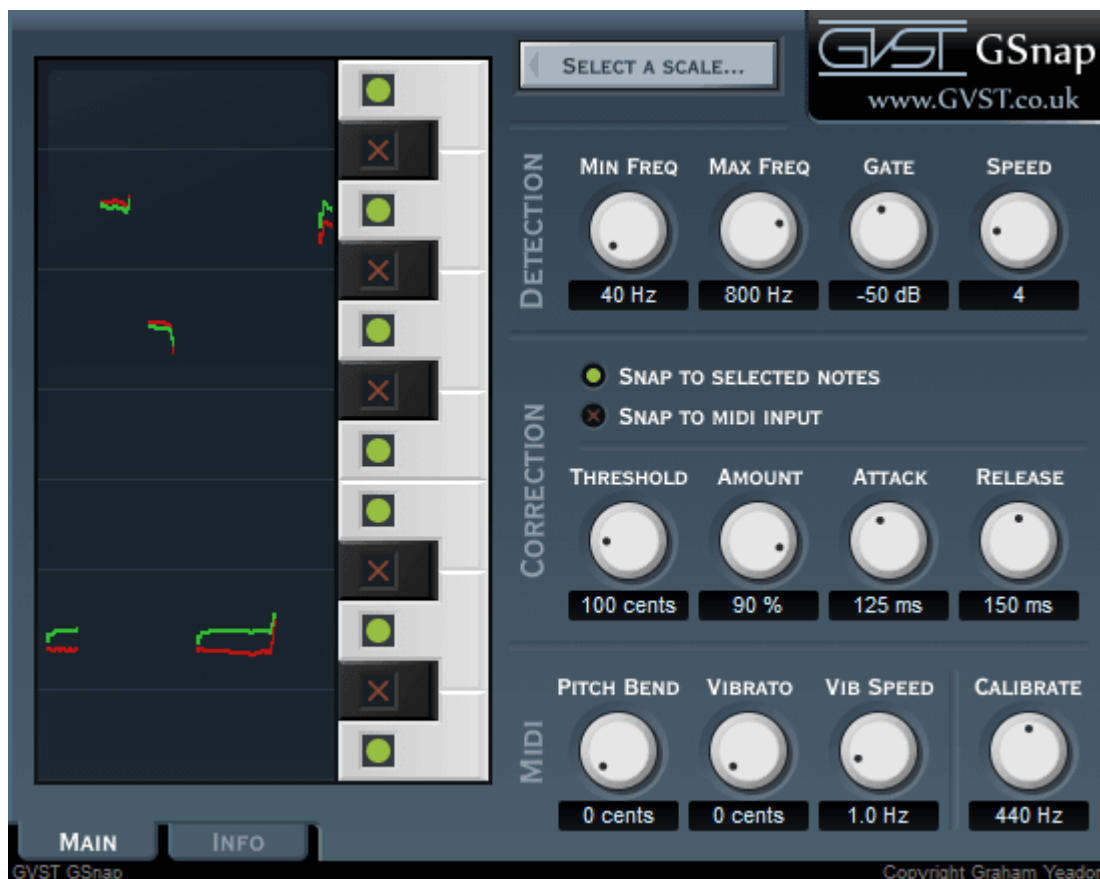 SELECT A SCALE...
GVST GSnap
www.GVST.co.uk
DETECTION
MIN FREQ MAX FREQ GATE SPEED
40 Hz 800 Hz -50 dB 4
CORRECTION
SNAP TO SELECTED NOTES
SNAP TO MIDI INPUT
THRESHOLD AMOUNT ATTACK RELEASE
100 cents 90 % 125 ms 150 ms
MIDI
PITCH BEND VIBRATO VIB SPEED CALIBRATE
0 cents 0 cents 1.0 Hz 440 Hz
MAIN INFO
GVST GSnap Copyright Graham Yeadon